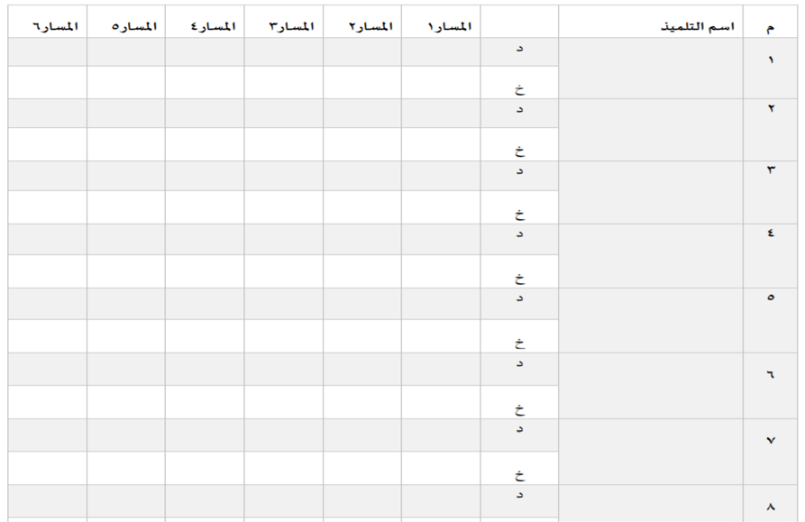 م اسم التلميذ المسار١ المسار٢ المسار٣ المسار٤ المسار٥ المسار٦
١ د
خ
٢ د
خ
٣ د
خ
٤ د
خ
٥ د
خ
٦ د
خ
٧ د
خ
٨ د